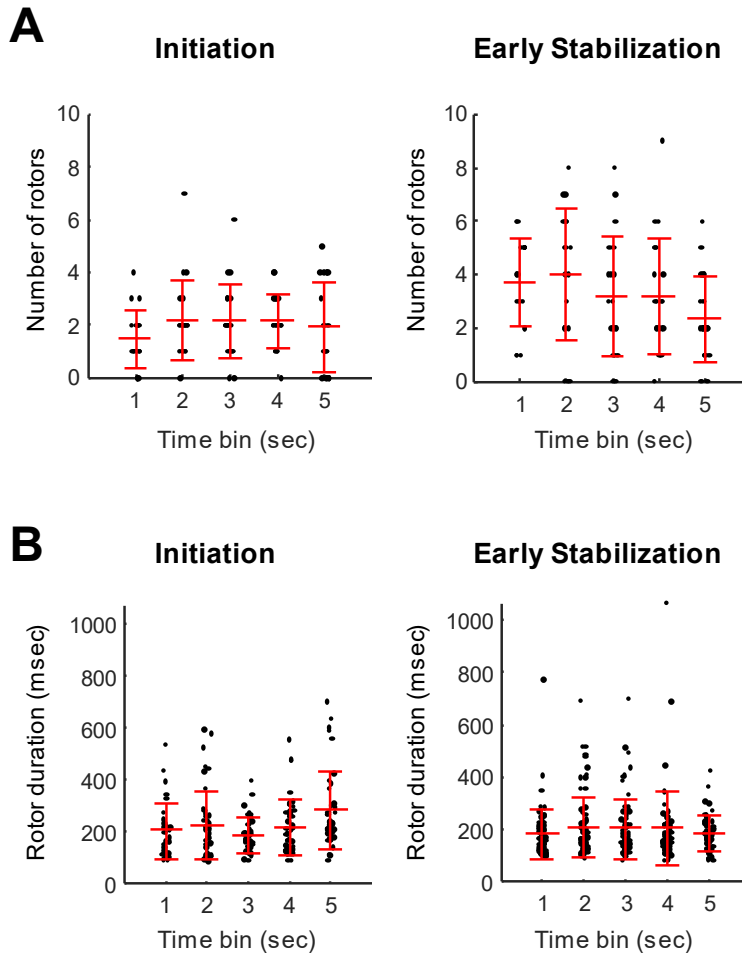 A
Initiation
Early Stabilization
Number of rotors
10
8
6
4
2
0
1 2 3 4 5
Time bin (sec)
Number of rotors
10
8
6
4
2
0
1 2 3 4 5
Time bin (sec)
B
Initiation
Early Stabilization
Rotor duration (msec)
1000
800
600
400
200
0
1 2 3 4 5
Time bin (sec)
Rotor duration (msec)
1000
800
600
400
200
0
1 2 3 4 5
Time bin (sec)